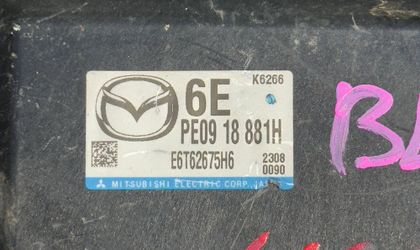 K6266
6E
PE09 18 881H
E6T62675H6
2308
0090
MITSUBISHI ELECTRIC CORP. JAPAN